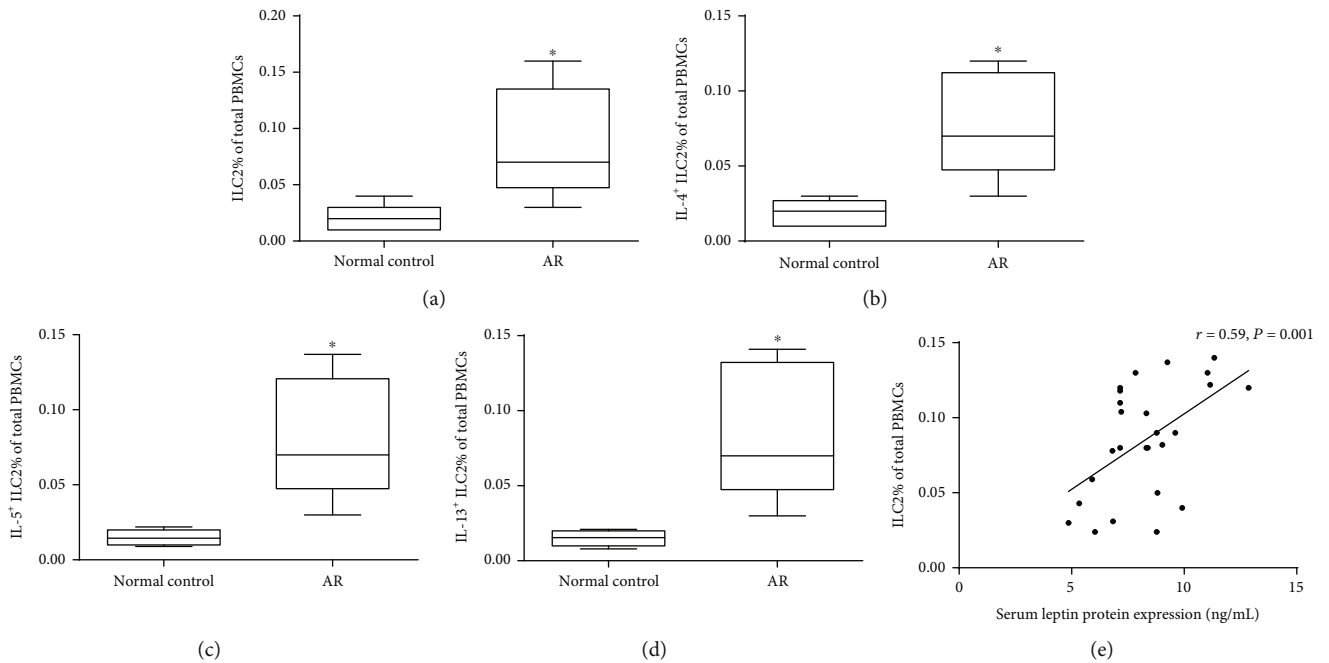 ILC2% of total PBMCs
0.20
0.15
0.10
0.05
0.00
*
Normal control
AR
(a)
IL-4+ ILC2% of total PBMCs
0.15
0.10
0.05
0.00
*
Normal control
AR
(b)
IL-5+ ILC2% of total PBMCs
0.15
0.10
0.05
0.00
*
Normal control
AR
(c)
IL-13+ ILC2% of total PBMCs
0.15
0.10
0.05
0.00
*
Normal control
AR
(d)
r = 0.59, P = 0.001
ILC2% of total PBMCs
0.15
0.10
0.05
0.00
0
5
10
15
Serum leptin protein expression (ng/mL)
(e)